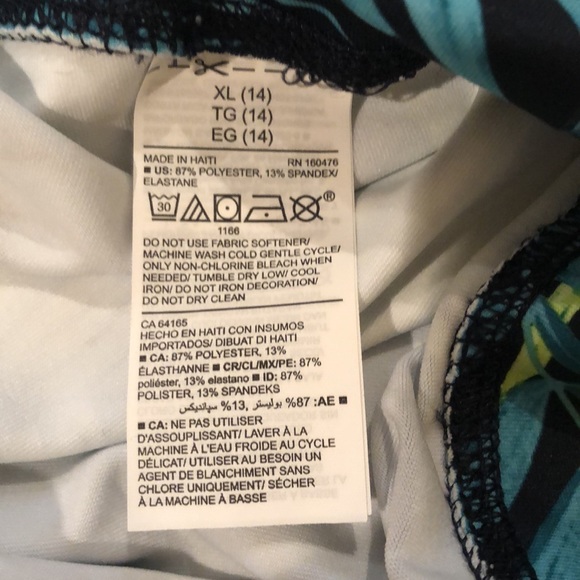 XL (14)
TG (14)
EG (14)
MADE IN HAITI RN 160476
■ US: 87% POLYESTER, 13% SPANDEX/
ELASTANE
30
®
1166
DO NOT USE FABRIC SOFTENER/
MACHINE WASH COLD GENTLE CYCLE/
ONLY NON-CHLORINE BLEACH WHEN
NEEDED/ TUMBLE DRY LOW/ COOL
IRON/ DO NOT IRON DECORATION/
DO NOT DRY CLEAN
CA 64165
HECHO EN HAITI CON INSUMOS
IMPORTADOS/ DIBUAT DI HAITI
■ CA: 87% POLYESTER, 13%
ÉLASTHANNE ■ CR/CL/MX/PE: 87%
poliéster, 13% elastano ■ ID: 87%
POLISTER, 13% SPANDEKS
■ AE: 87% بوليستر, 13% سپانديكس
■ CA: NE PAS UTILISER
D'ASSOUPLISSANT/ LAVER À LA
MACHINE À L'EAU FROIDE AU CYCLE
DÉLICAT/ UTILISER AU BESOIN UN
AGENT DE BLANCHIMENT SANS
CHLORE UNIQUEMENT/ SÉCHER
À LA MACHINE À BASSE